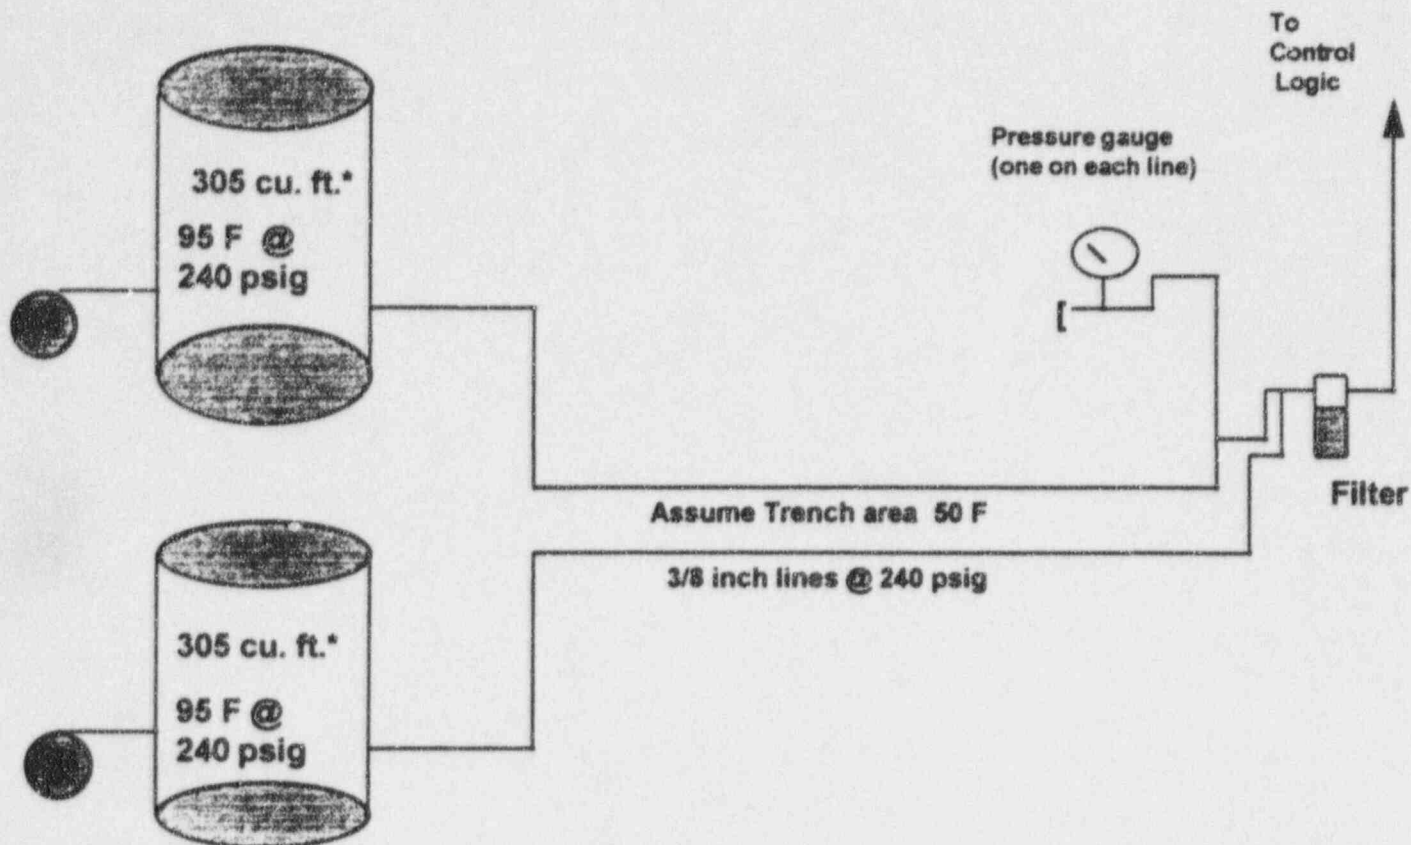 To
Control
Logic
Pressure gauge
(one on each line)
305 cu. ft.*
95 F @
240 psig
Filter
Assume Trench area 50 F
3/8 inch lines @ 240 psig
305 cu. ft.*
95 F @
240 psig